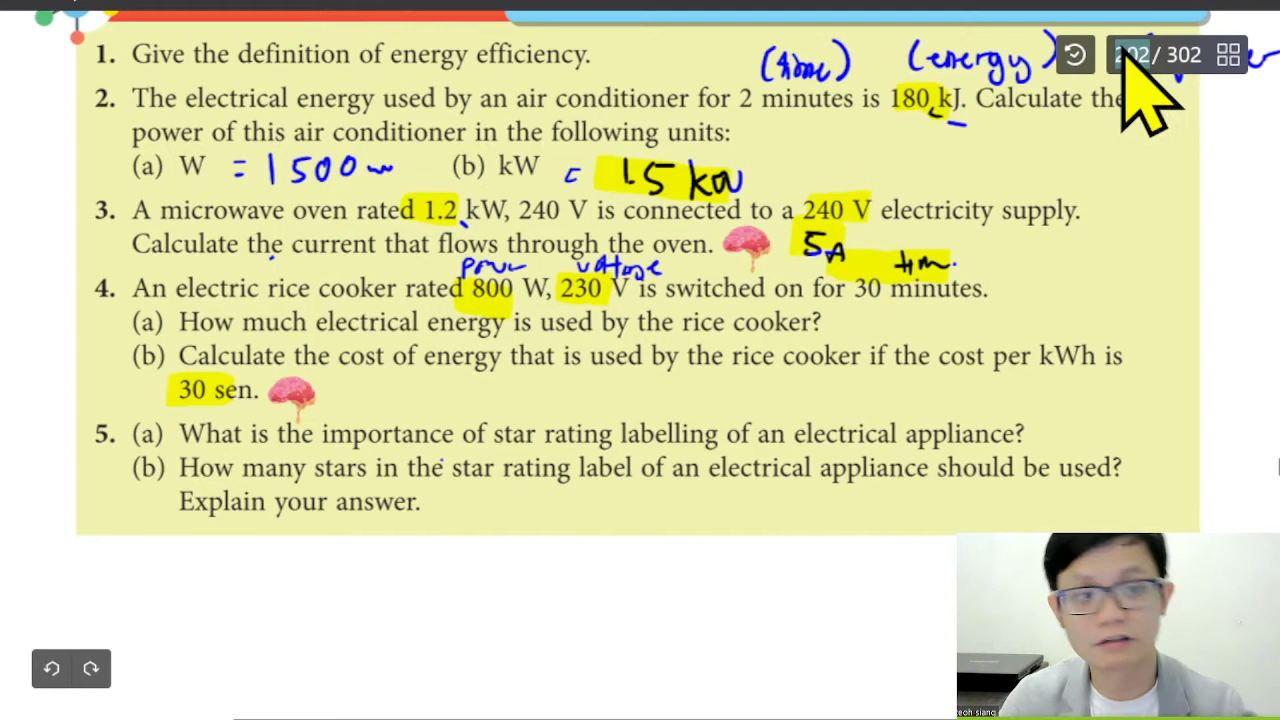 1. Give the definition of energy efficiency.
(time) (energy)
202 / 302
2. The electrical energy used by an air conditioner for 2 minutes is 180 kJ. Calculate the
power of this air conditioner in the following units:
(a) W = 1500 w (b) kW = 1.5 kW
3. A microwave oven rated 1.2 kW, 240 V is connected to a 240 V electricity supply.
Calculate the current that flows through the oven. 5A
power voltage time
4. An electric rice cooker rated 800 W, 230 V is switched on for 30 minutes.
(a) How much electrical energy is used by the rice cooker?
(b) Calculate the cost of energy that is used by the rice cooker if the cost per kWh is
30 sen.
5. (a) What is the importance of star rating labelling of an electrical appliance?
(b) How many stars in the star rating label of an electrical appliance should be used?
Explain your answer.
teoh siang